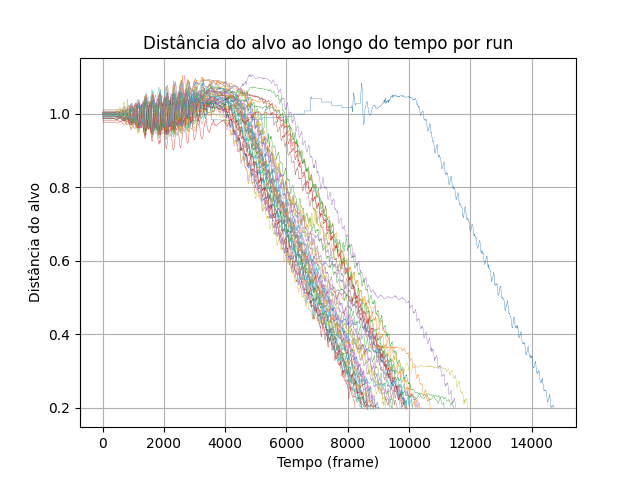 Distância do alvo ao longo do tempo por run
Distância do alvo
1.0
0.8
0.6
0.4
0.2
0 2000 4000 6000 8000 10000 12000 14000
Tempo (frame)